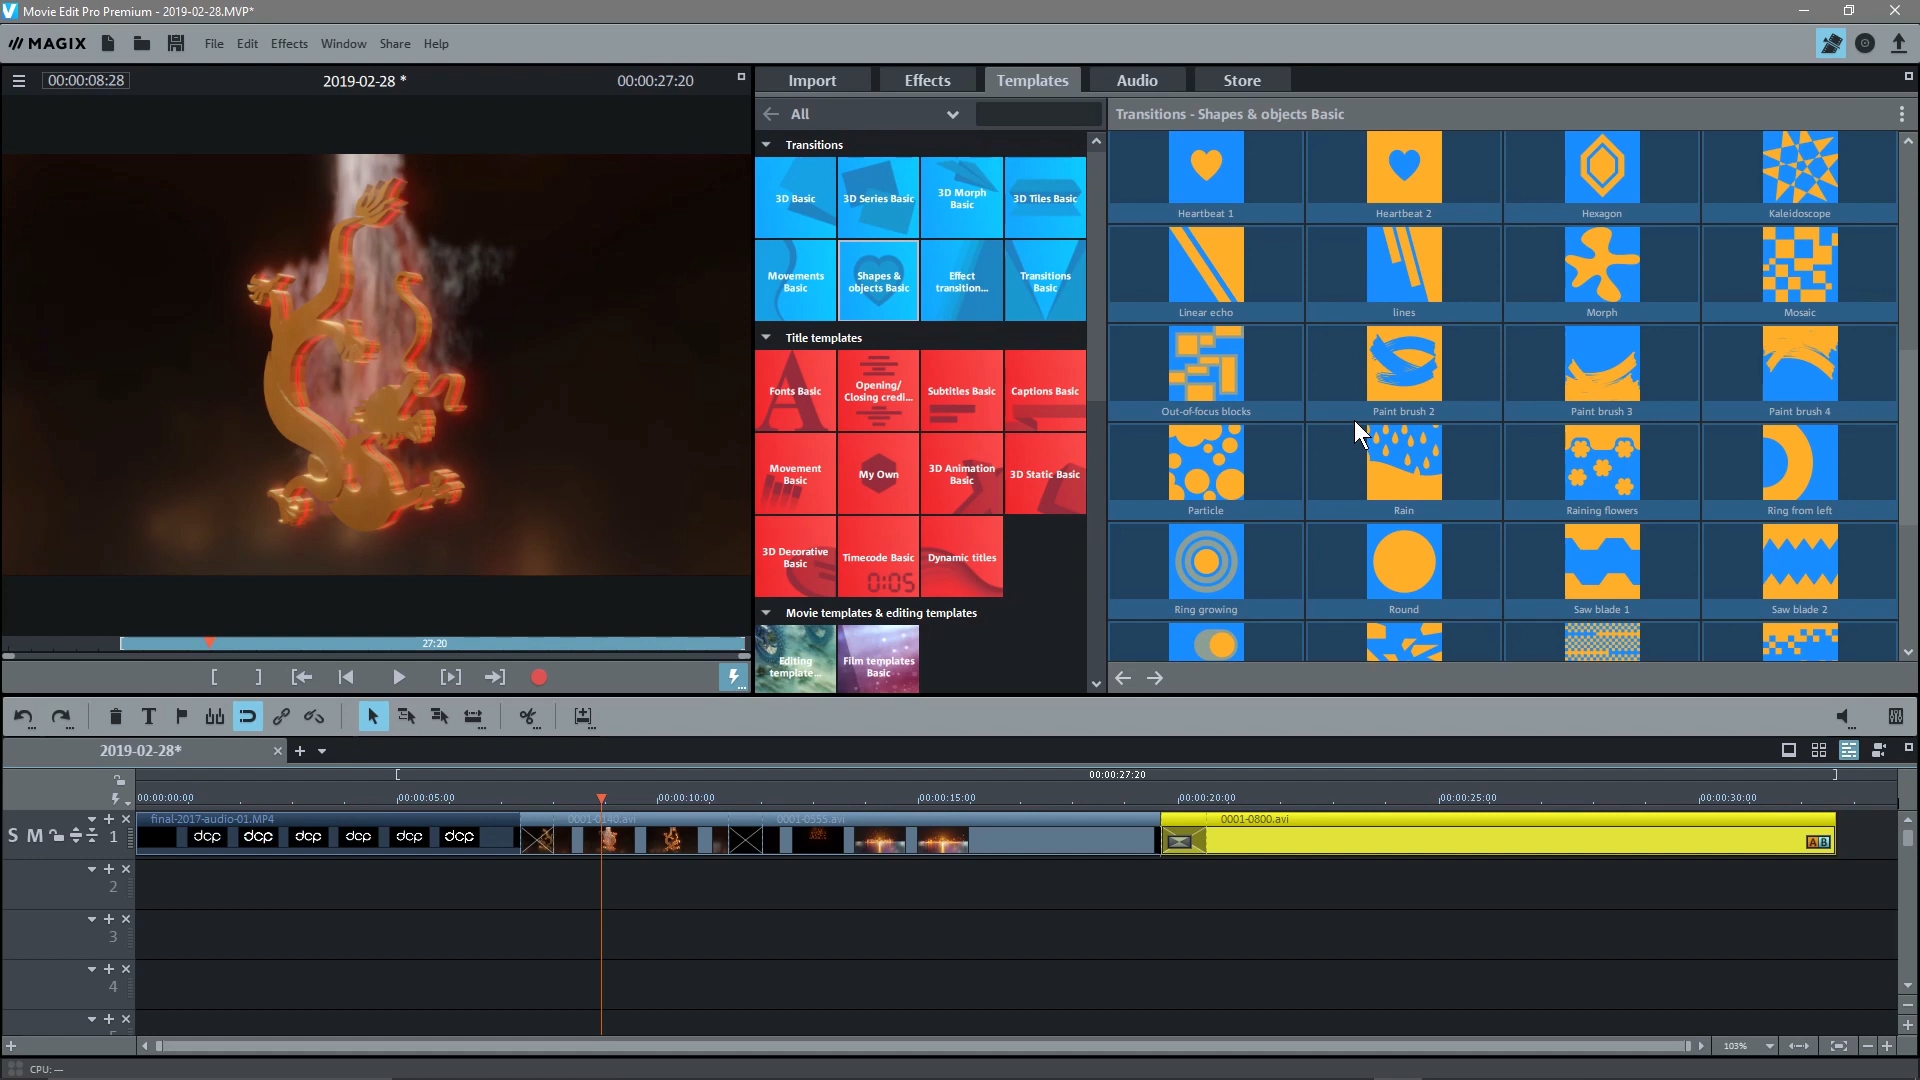 Movie Edit Pro Premium - 2019-02-28.MVP*
MAGIX File Edit Effects Window Share Help
00:00:08:28 2019-02-28 * 00:00:27:20
Import Effects Templates Audio Store
All
Transitions - Shapes & objects Basic
Transitions
3D Basic
3D Series Basic
3D Morph
Basic
3D Tiles Basic
Movements
Basic
Shapes &
objects Basic
Effect
transition...
Transitions
Basic
Title templates
Fonts Basic
Opening/
Closing credi...
Subtitles Basic
Captions Basic
Movement
Basic
My Own
3D Animation
Basic
3D Static Basic
3D Decorative
Basic
Timecode Basic
0:05
Dynamic titles
Movie templates & editing templates
Editing
template...
Film templates
Basic
Heartbeat 1 Heartbeat 2 Hexagon Kaleidoscope
Linear echo lines Morph Mosaic
Out-of-focus blocks Paint brush 2 Paint brush 3 Paint brush 4
Particle Rain Raining flowers Ring from left
Ring growing Round Saw blade 1 Saw blade 2
27:20
2019-02-28*
00:00:27:20
00:00:00:00 00:00:05:00 00:00:10:00 00:00:15:00 00:00:20:00 00:00:25:00 00:00:30:00
final-2017-audio-01.MP4 0001-0140.avi 0001-0555.avi 0001-0800.avi
S M 1
dcp dcp dcp dcp dcp dcp
A B
2
3
4
103%
CPU: —